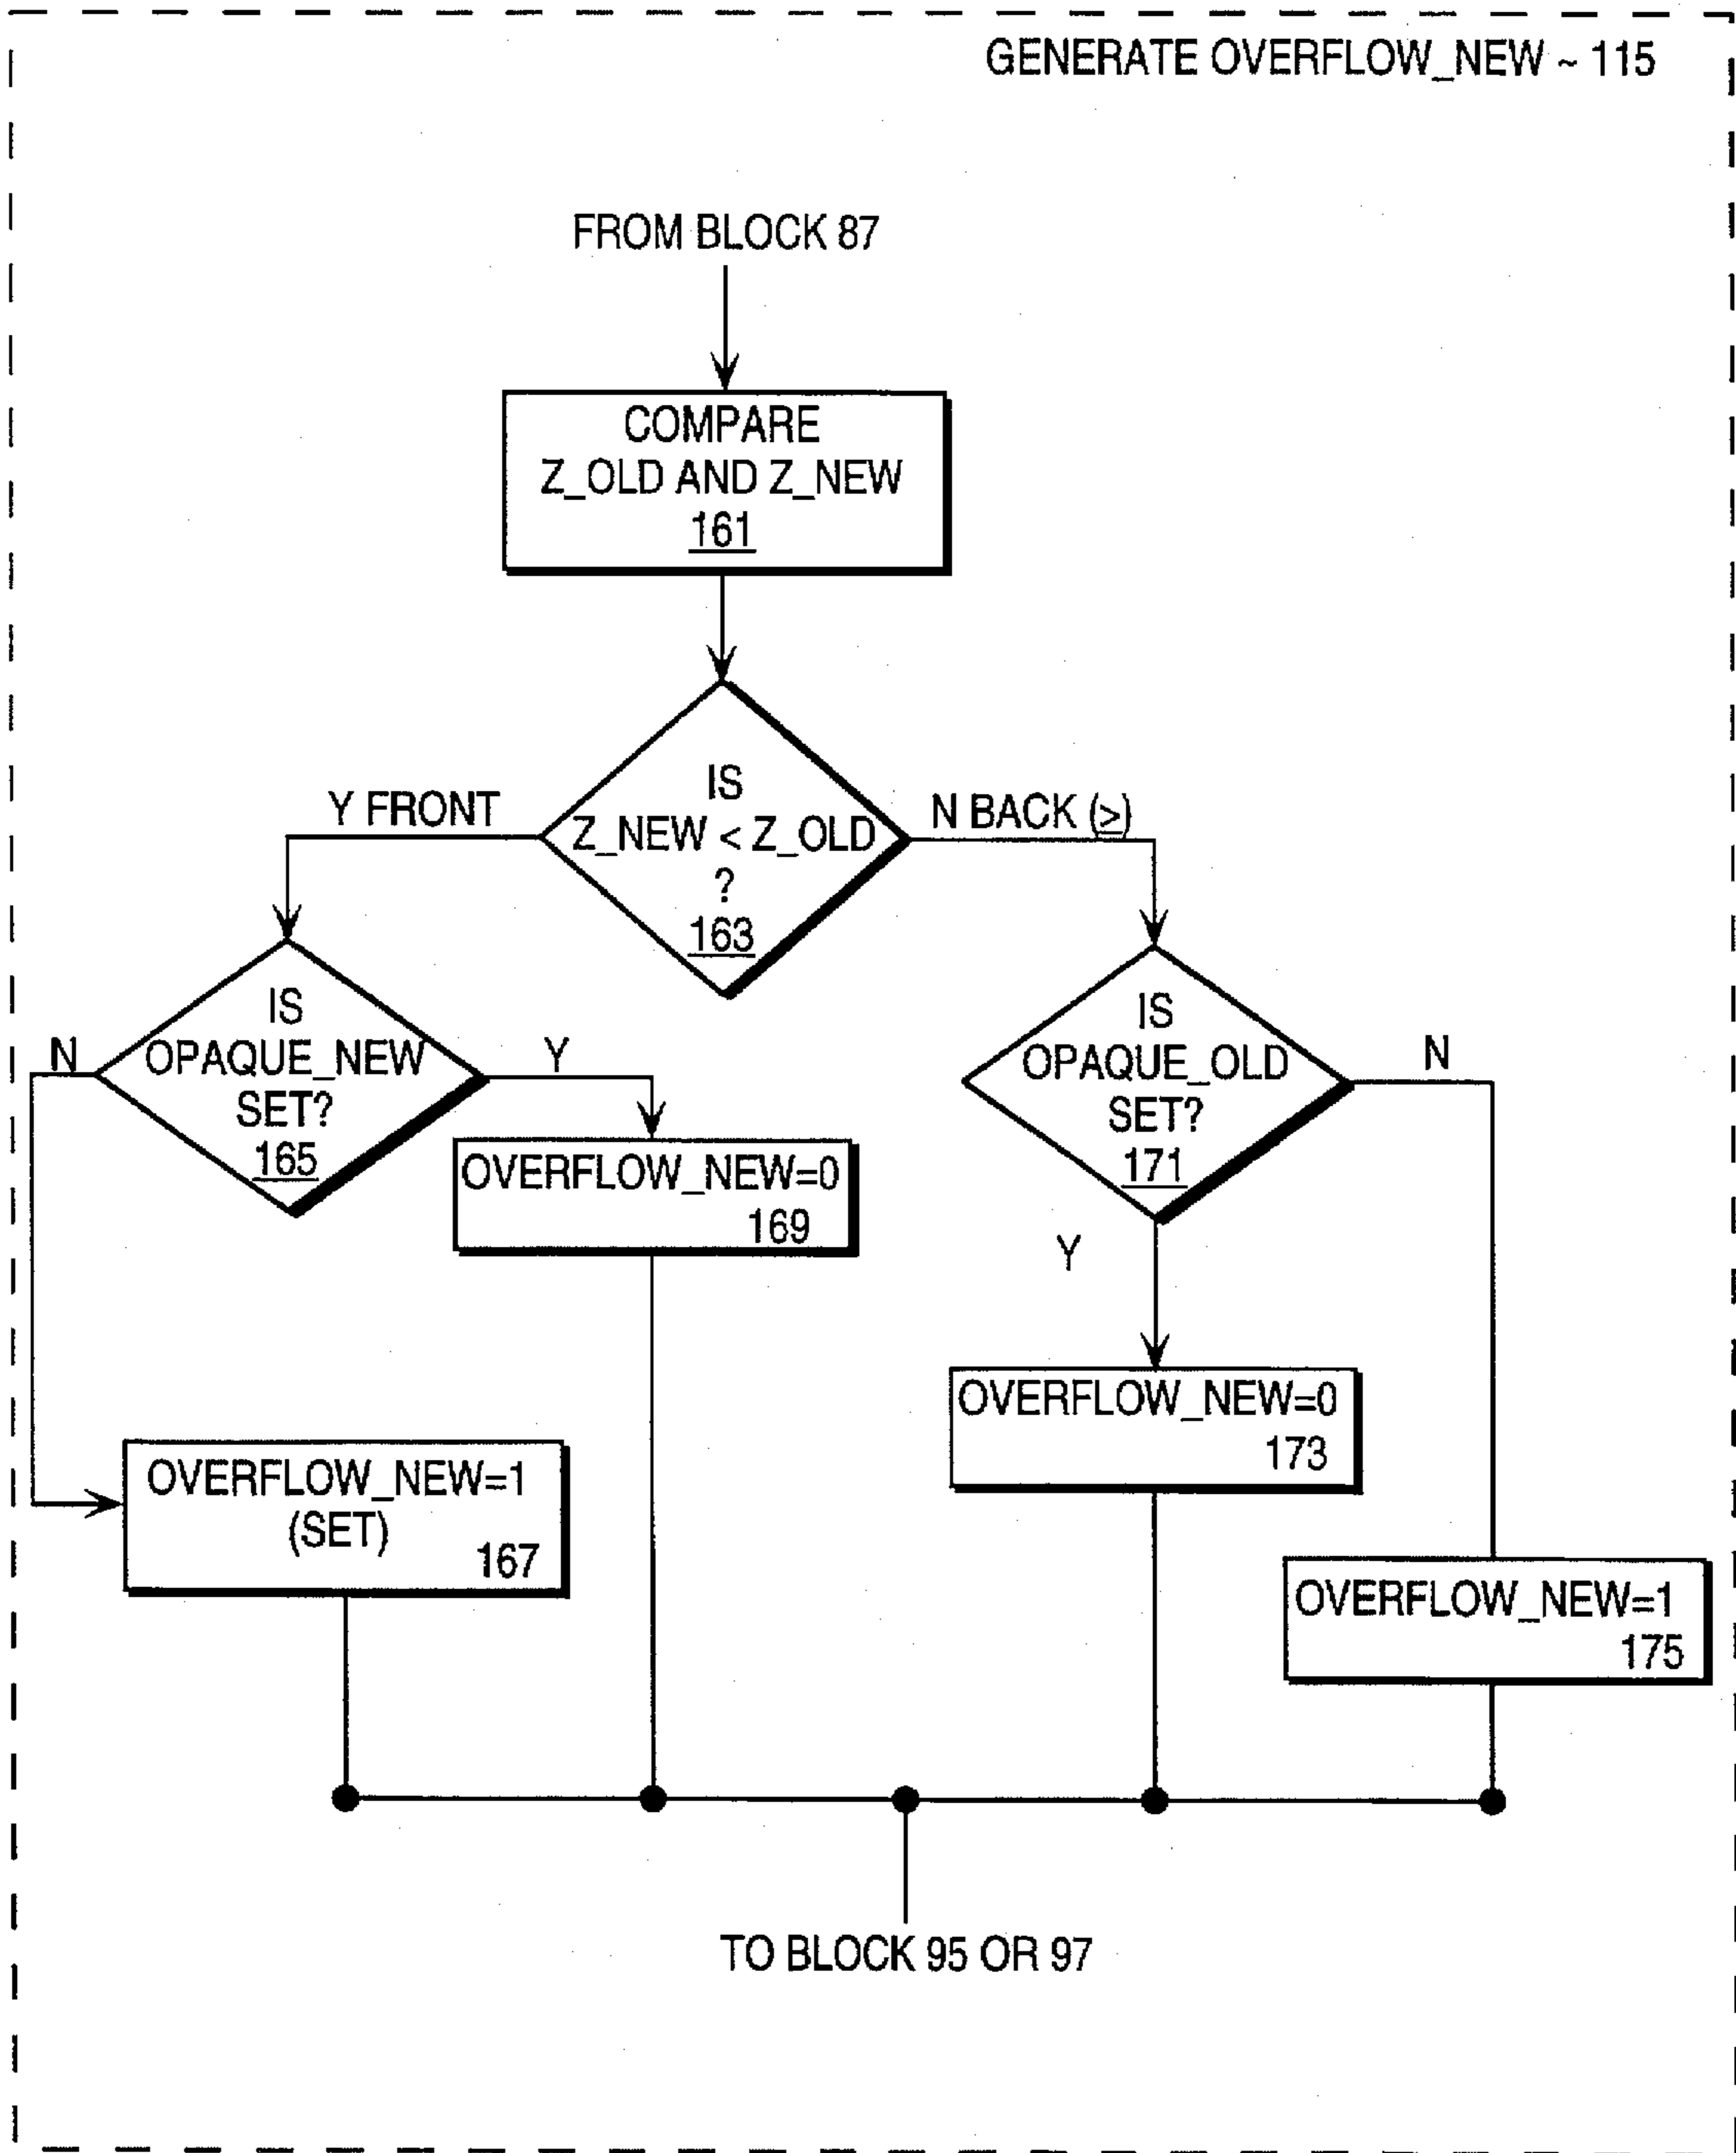 GENERATE OVERFLOW_NEW ~ 115
FROM BLOCK 87
COMPARE
Z_OLD AND Z_NEW
161
IS
Z_NEW < Z_OLD
?
163
Y FRONT
N BACK (≥)
IS
OPAQUE_NEW
SET?
165
N
Y
OVERFLOW_NEW=0
169
OVERFLOW_NEW=1
(SET)
167
IS
OPAQUE_OLD
SET?
171
N
Y
OVERFLOW_NEW=0
173
OVERFLOW_NEW=1
175
TO BLOCK 95 OR 97